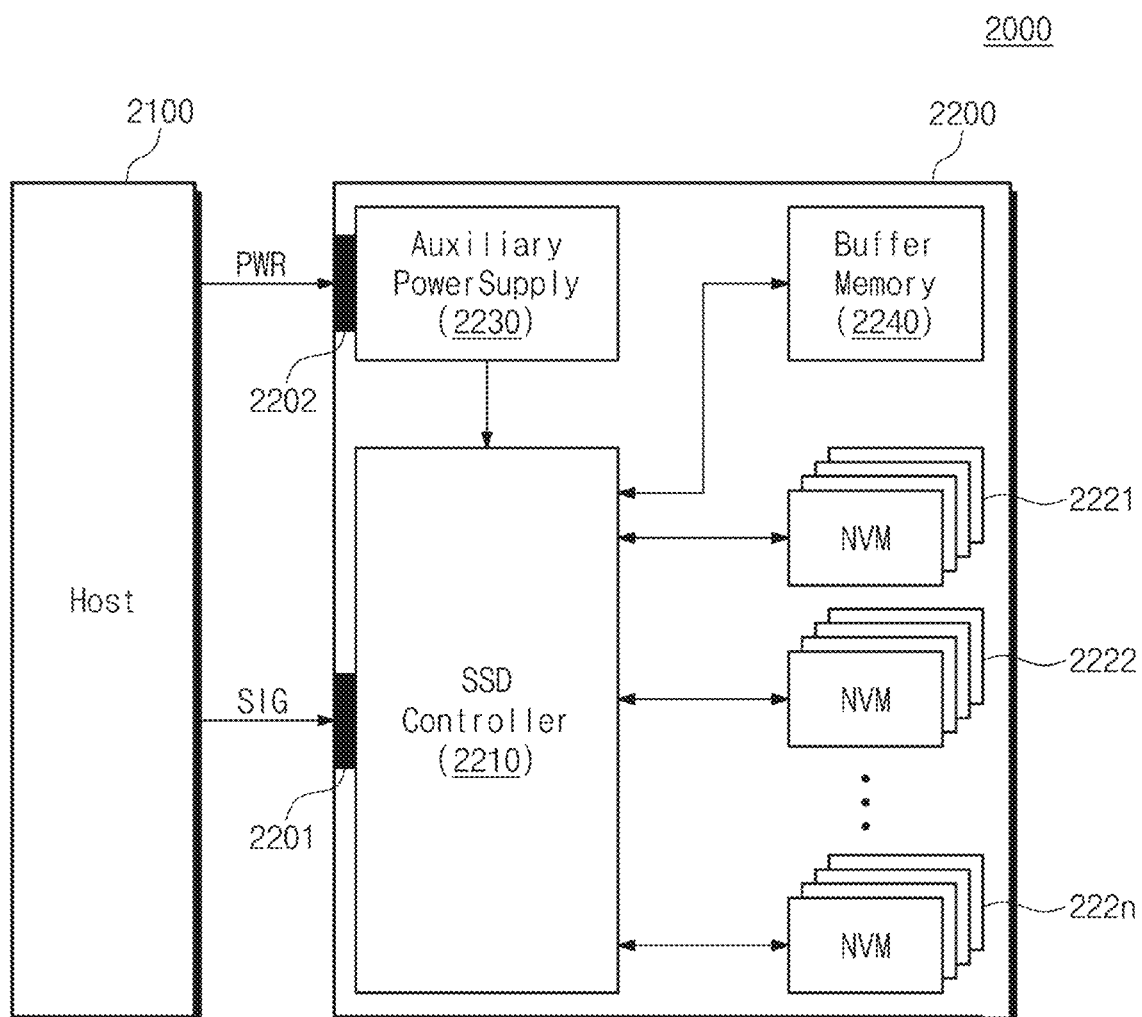 2000
2100
2200
PWR
Auxiliary
PowerSupply
(2230)
Buffer
Memory
(2240)
2202
2221
NVM
Host
2222
NVM
SIG
SSD
Controller
(2210)
2201
222n
NVM